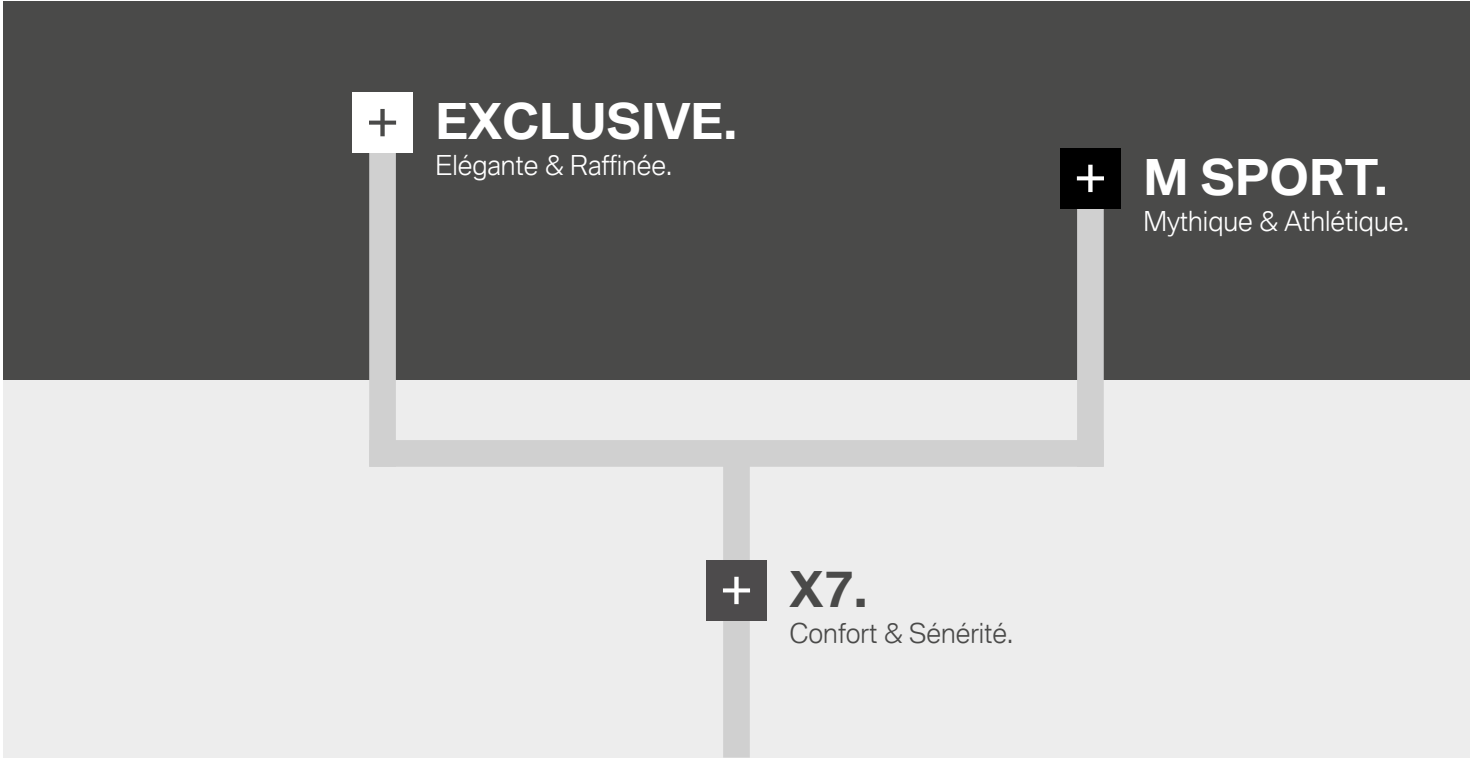 EXCLUSIVE.
Elégante & Raffinée.
M SPORT.
Mythique & Athlétique.
X7.
Confort & Sénérité.